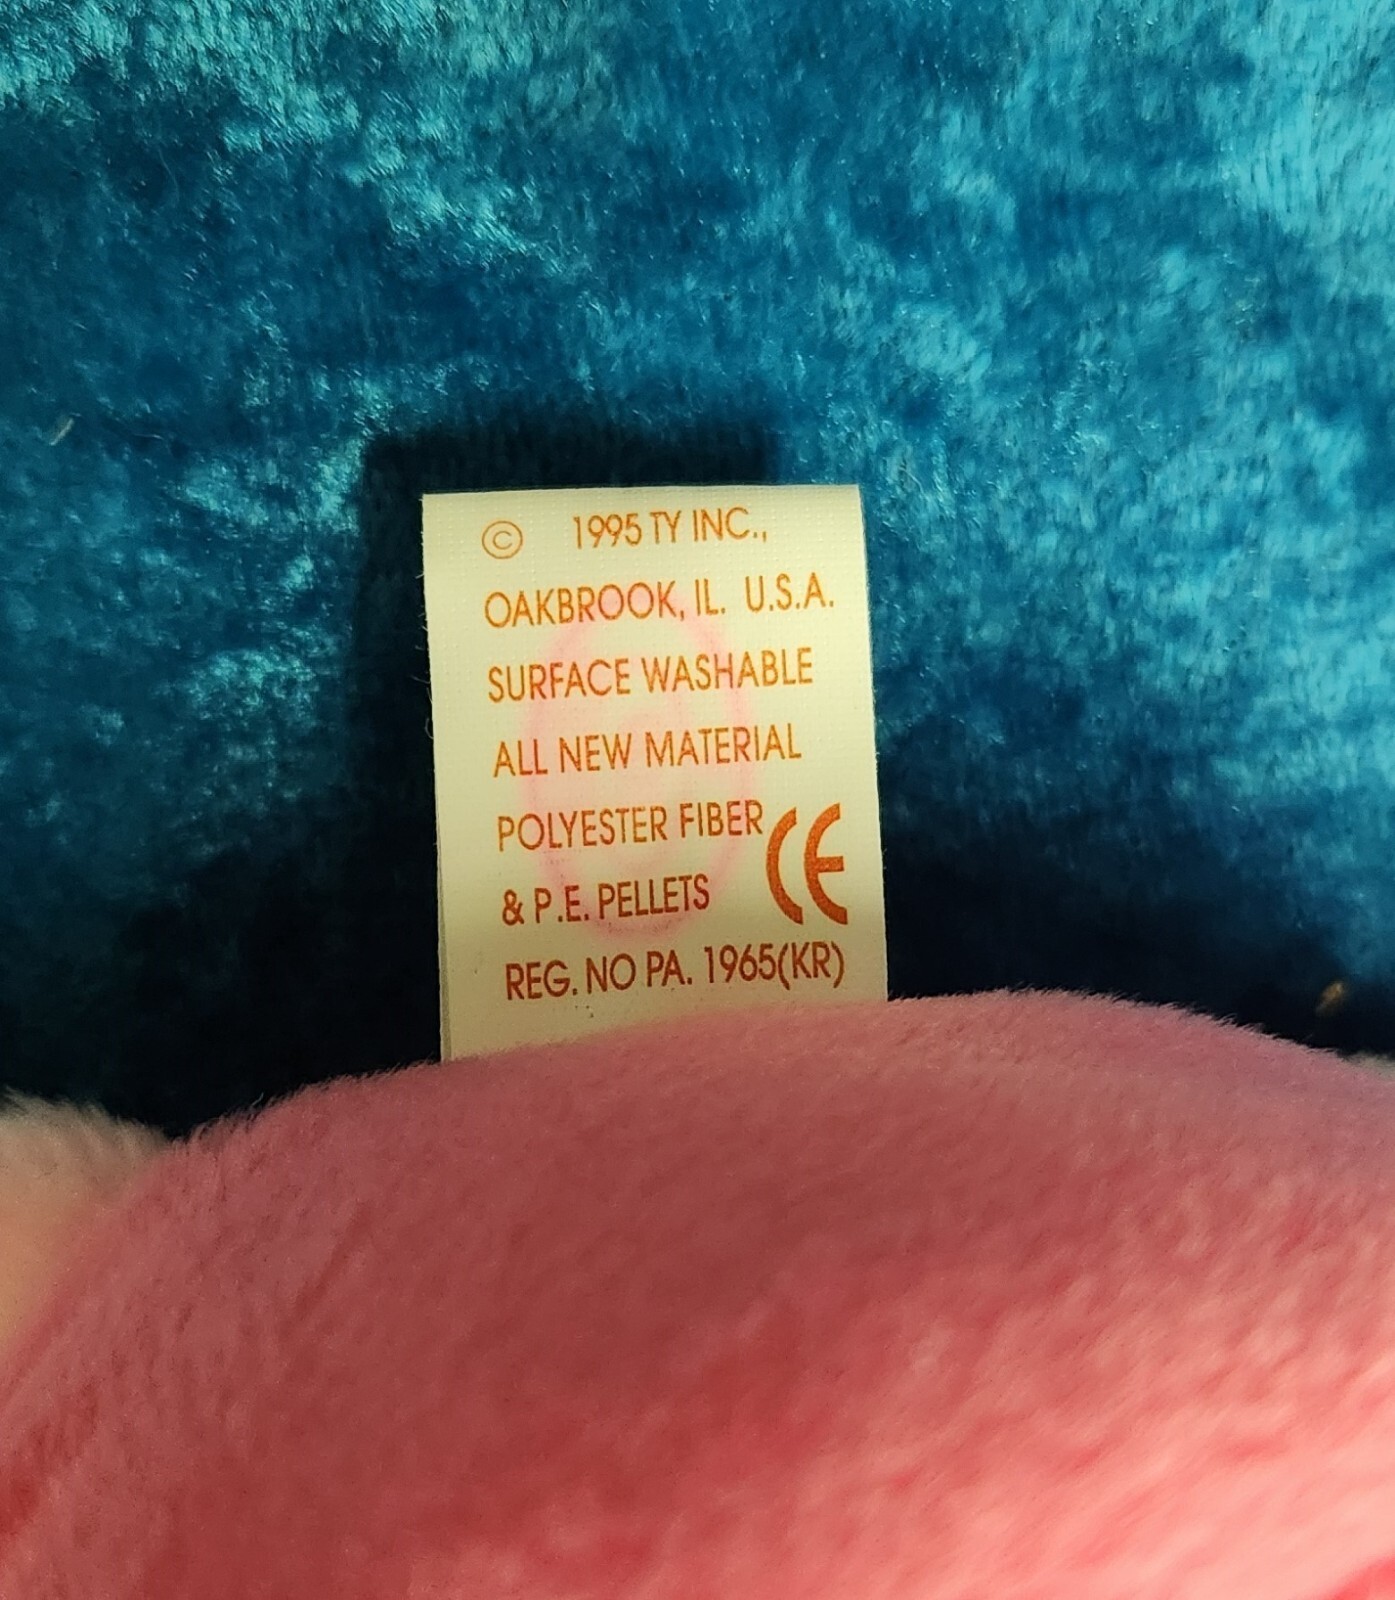 © 1995 TY INC.,
OAKBROOK, IL. U.S.A.
SURFACE WASHABLE
ALL NEW MATERIAL
POLYESTER FIBER
& P.E. PELLETS CE
REG. NO PA. 1965(KR)